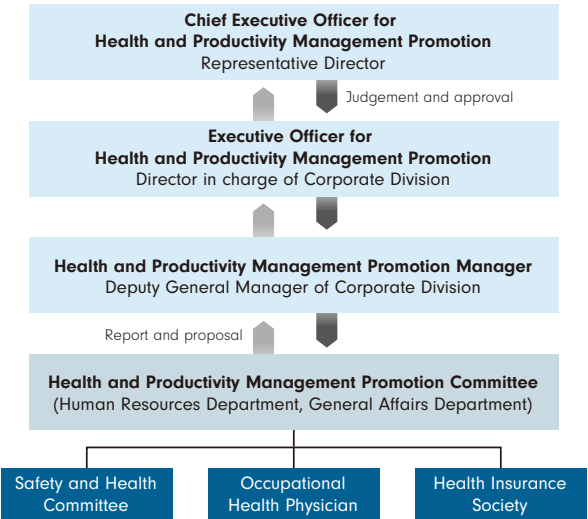 Chief Executive Officer for
Health and Productivity Management Promotion
Representative Director
Judgement and approval
Executive Officer for
Health and Productivity Management Promotion
Director in charge of Corporate Division
Health and Productivity Management Promotion Manager
Deputy General Manager of Corporate Division
Report and proposal
Health and Productivity Management Promotion Committee
(Human Resources Department, General Affairs Department)
Safety and Health
Committee
Occupational
Health Physician
Health Insurance
Society